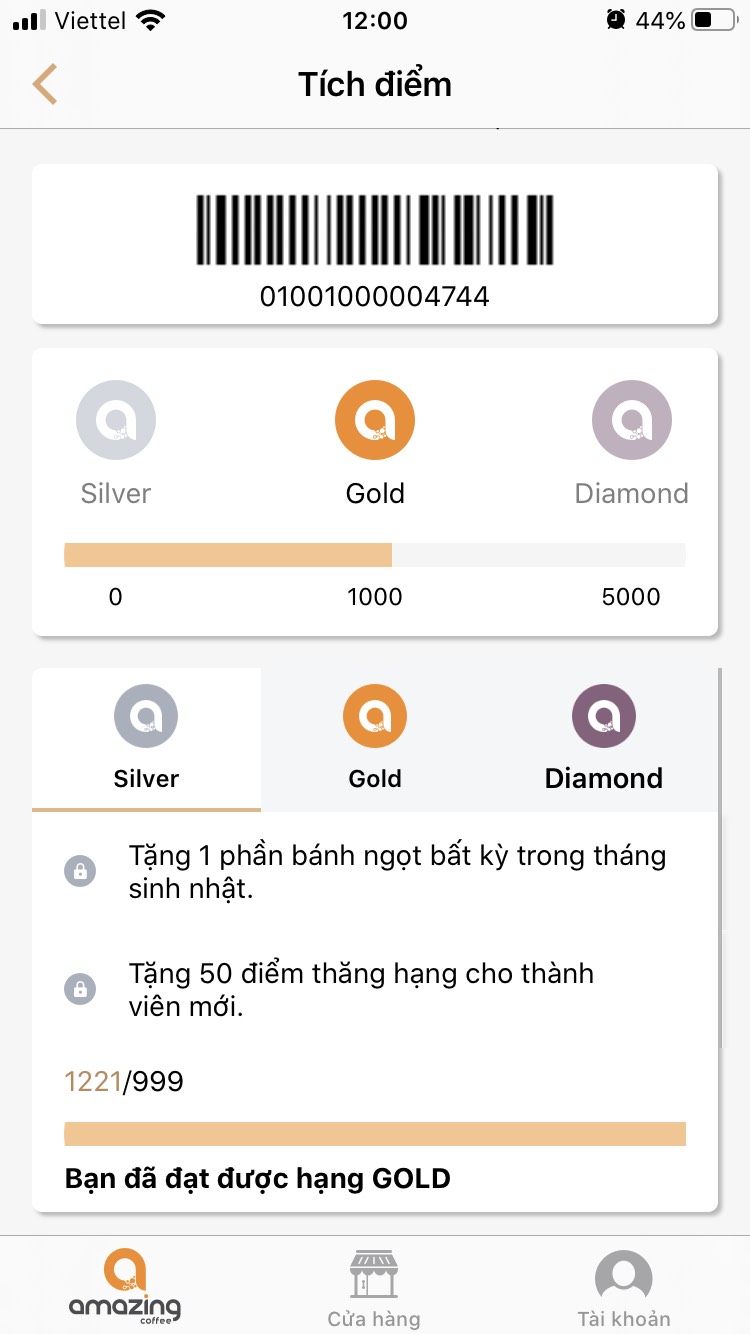 Viettel 12:00 44%
Tích điểm
01001000004744
Silver Gold Diamond
0 1000 5000
Silver Gold Diamond
Tặng 1 phần bánh ngọt bất kỳ trong tháng
sinh nhật.
Tặng 50 điểm thăng hạng cho thành
viên mới.
1221/999
Bạn đã đạt được hạng GOLD
amazing
coffee
Cửa hàng
Tài khoản